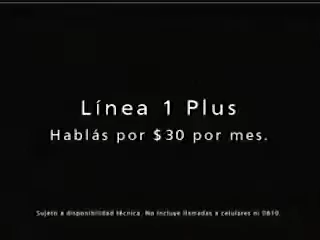 Línea 1 Plus
Hablás por $30 por mes.
Sujeto a disponibilidad técnica. No incluye llamadas a celulares ni 0610.